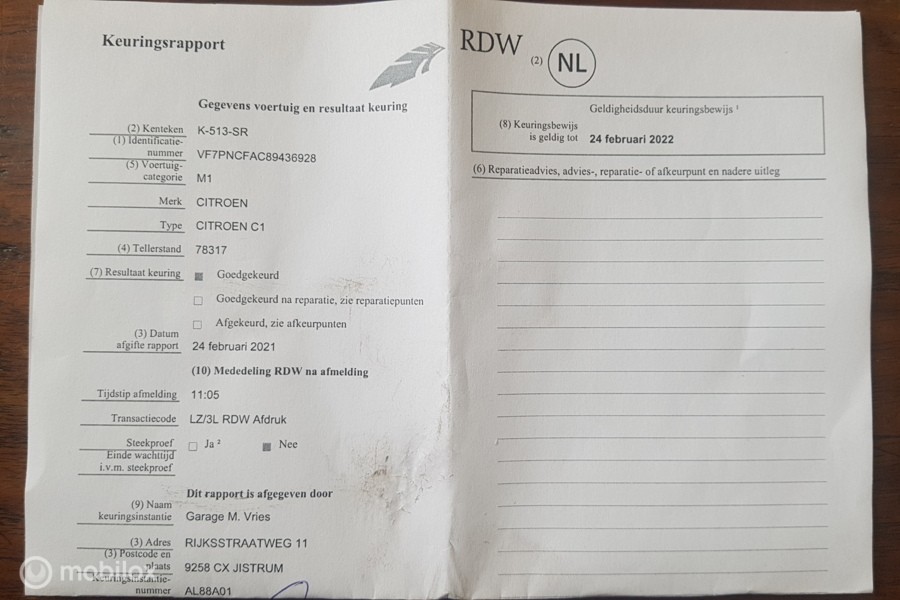 Keuringsrapport
Gegevens voertuig en resultaat keuring
(2) Kenteken K-513-SR
(1) Identificatie-
nummer VF7PNCFAC89436928
(5) Voertuig-
categorie M1
Merk CITROEN
Type CITROEN C1
(4) Tellerstand 78317
(7) Resultaat keuring Goedgekeurd
Goedgekeurd na reparatie, zie reparatiepunten
Afgekeurd, zie afkeurpunten
(3) Datum
afgifte rapport 24 februari 2021
(10) Mededeling RDW na afmelding
Tijdstip afmelding 11:05
Transactiecode LZ/3L RDW Afdruk
Steekproef Ja ² Nee
Einde wachttijd
i.v.m. steekproef
Dit rapport is afgegeven door
(9) Naam
keuringsinstantie Garage M. Vries
(3) Adres RIJKSSTRAATWEG 11
(3) Postcode en
plaats 9258 CX JISTRUM
Keuringsinstantie-
nummer AL88A01
mobilox
RDW (2) NL
Geldigheidsduur keuringsbewijs ¹
(8) Keuringsbewijs
is geldig tot 24 februari 2022
(6) Reparatieadvies, advies-, reparatie- of afkeurpunt en nadere uitleg